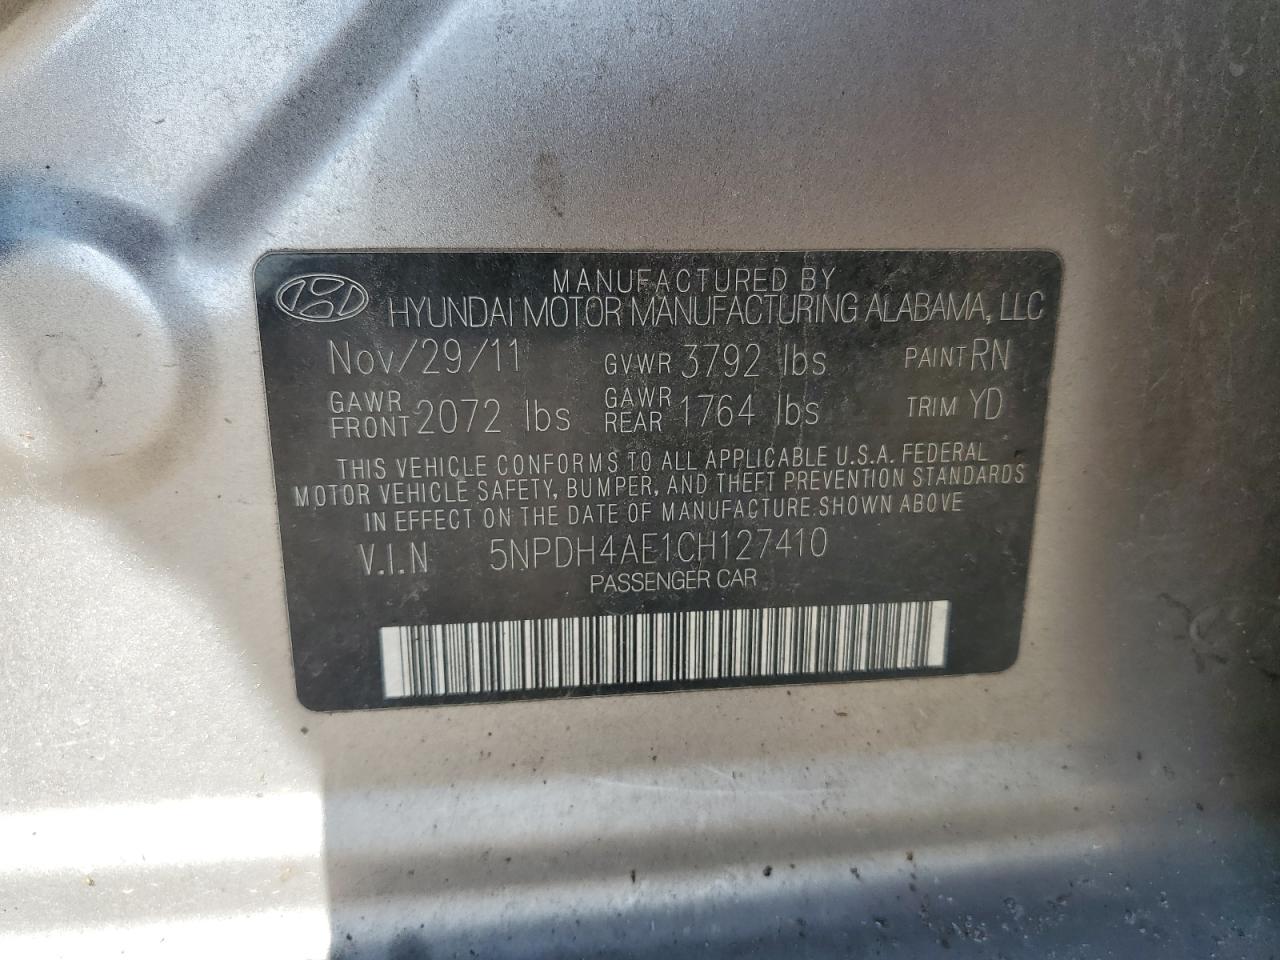 MANUFACTURED BY
HYUNDAI MOTOR MANUFACTURING ALABAMA, LLC
Nov/29/11 GVWR 3792 lbs PAINT RN
GAWR FRONT 2072 lbs GAWR REAR 1764 lbs TRIM YD
THIS VEHICLE CONFORMS TO ALL APPLICABLE U.S.A. FEDERAL
MOTOR VEHICLE SAFETY, BUMPER, AND THEFT PREVENTION STANDARDS
IN EFFECT ON THE DATE OF MANUFACTURE SHOWN ABOVE
V.I.N 5NPDH4AE1CH127410
PASSENGER CAR